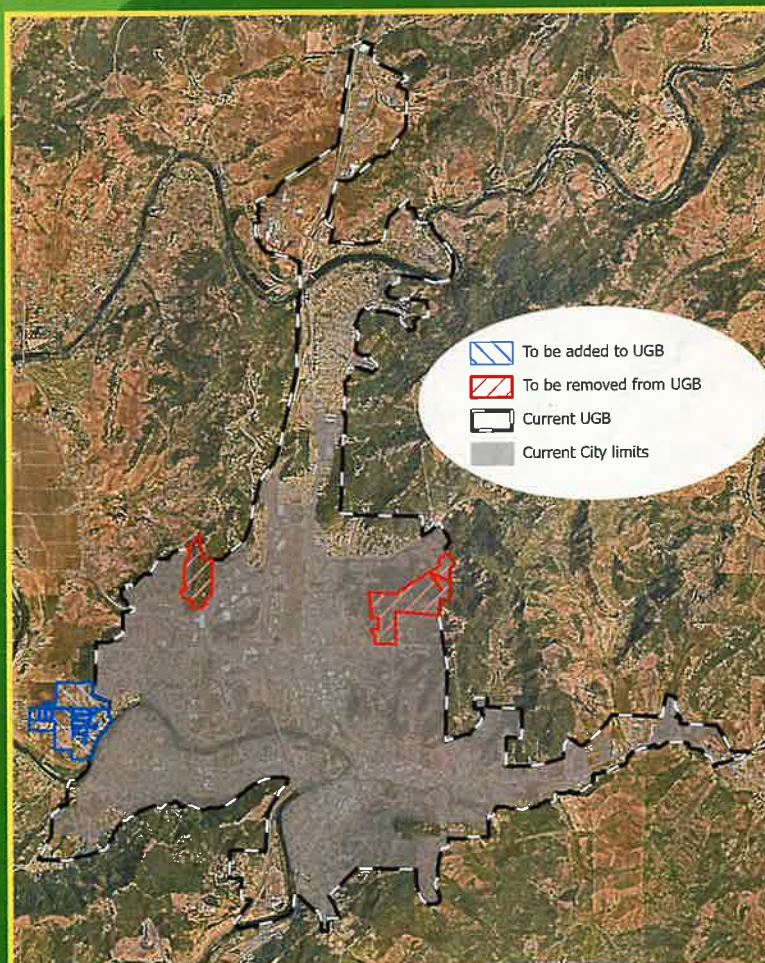 To be added to UGB
To be removed from UGB
Current UGB
Current City limits